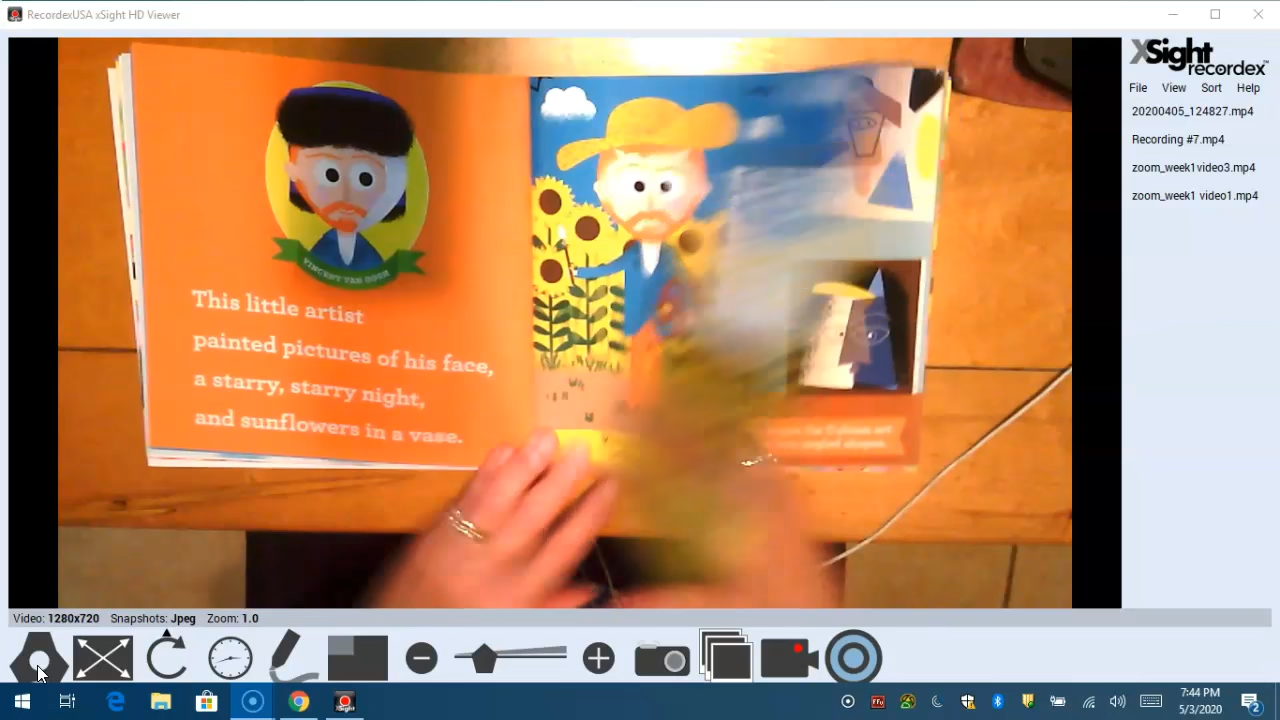 RecordexUSA xSight HD Viewer
XSight
recordex™
File View Sort Help
20200405_124827.mp4
Recording #7.mp4
zoom_week1video3.mp4
zoom_week1 video1.mp4
VINCENT VAN GOGH
This little artist
painted pictures of his face,
a starry, starry night,
and sunflowers in a vase.
Video: 1280x720 Snapshots: Jpeg Zoom: 1.0
7:44 PM
5/3/2020
2